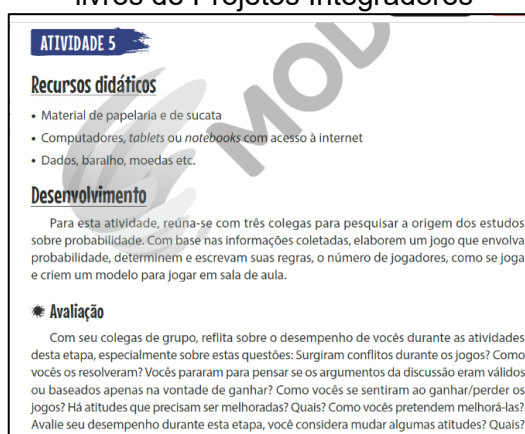 livros de Projetos Integradores
ATIVIDADE 5
MOD
Recursos didáticos
• Material de papelaria e de sucata
• Computadores, tablets ou notebooks com acesso à internet
• Dados, baralho, moedas etc.
Desenvolvimento
Para esta atividade, reúna-se com três colegas para pesquisar a origem dos estudos
sobre probabilidade. Com base nas informações coletadas, elaborem um jogo que envolva
probabilidade, determinem e escrevam suas regras, o número de jogadores, como se joga
e criem um modelo para jogar em sala de aula.
Avaliação
Com seu colegas de grupo, reflita sobre o desempenho de vocês durante as atividades
desta etapa, especialmente sobre estas questões: Surgiram conflitos durante os jogos? Como
vocês os resolveram? Vocês pararam para pensar se os argumentos da discussão eram válidos
ou baseados apenas na vontade de ganhar? Como vocês se sentiram ao ganhar/perder os
jogos? Há atitudes que precisam ser melhoradas? Quais? Como vocês pretendem melhorá-las?
Avalie seu desempenho durante esta etapa, você considera mudar algumas atitudes? Quais?